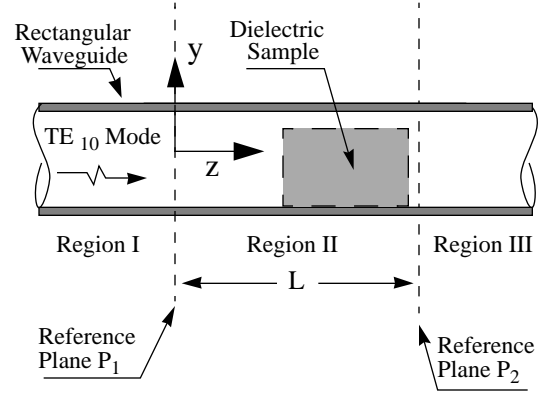 Rectangular
Waveguide
y
Dielectric
Sample
TE 10 Mode
z
Region I
Region II
Region III
L
Reference
Plane P1
Reference
Plane P2